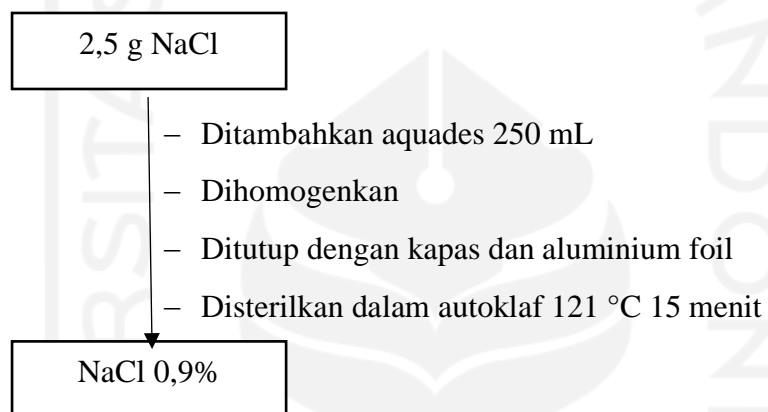 2,5 g NaCl
– Ditambahkan aquades 250 mL
– Dihomogenkan
– Ditutup dengan kapas dan aluminium foil
– Disterilkan dalam autoklaf 121 °C 15 menit
NaCl 0,9%